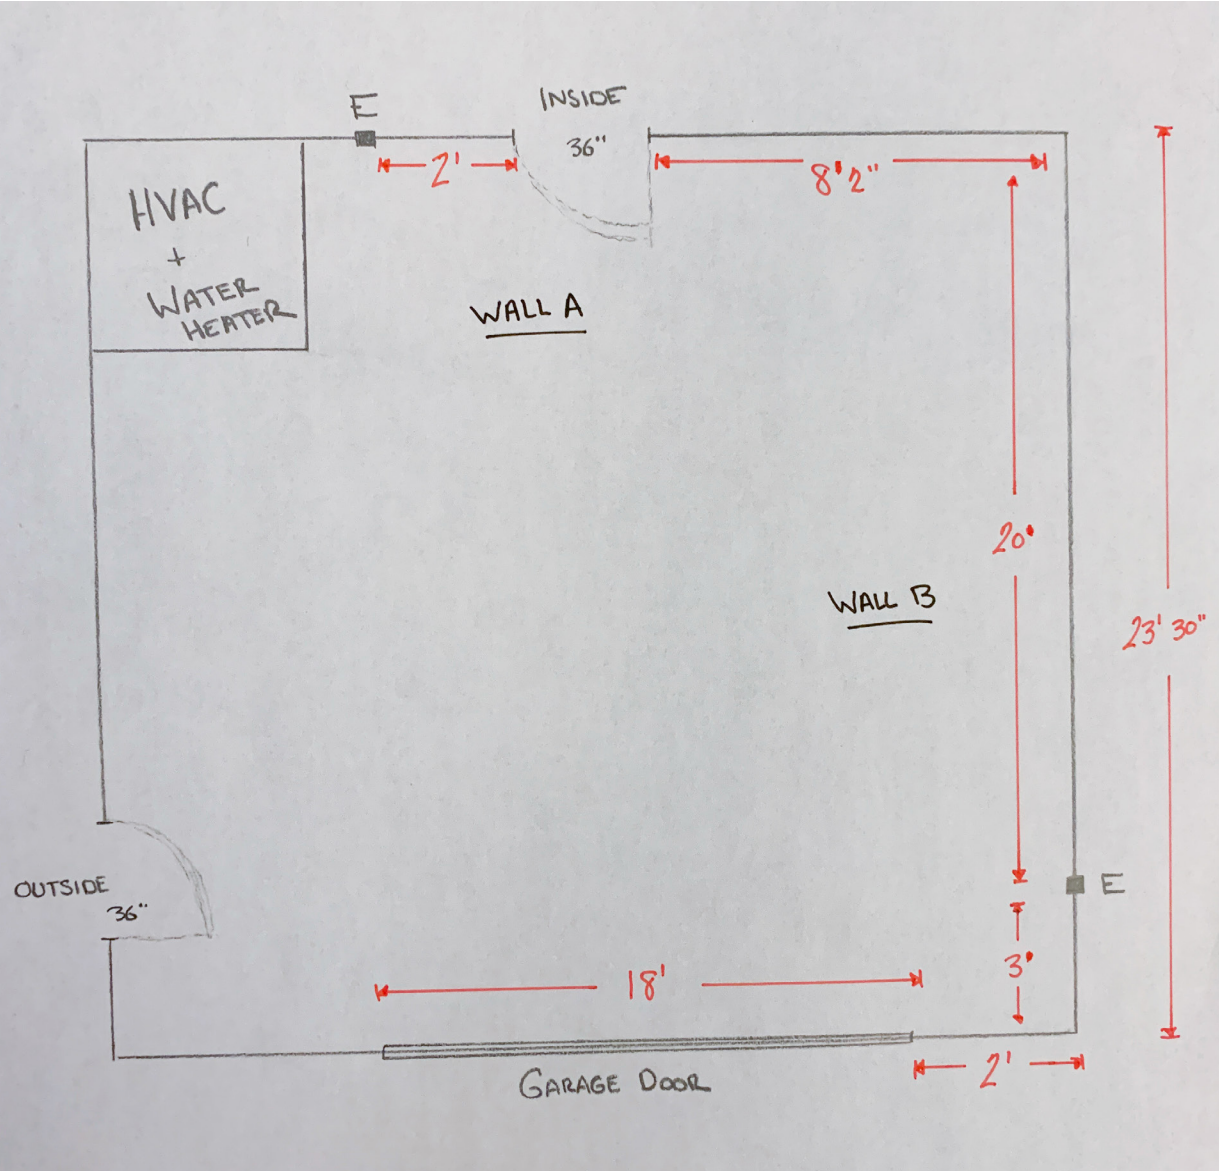 E
INSIDE
36"
2'
8'2"
HVAC
+
WATER
HEATER
WALL A
20'
WALL B
23' 30"
OUTSIDE
36"
E
3'
18'
2'
GARAGE DOOR